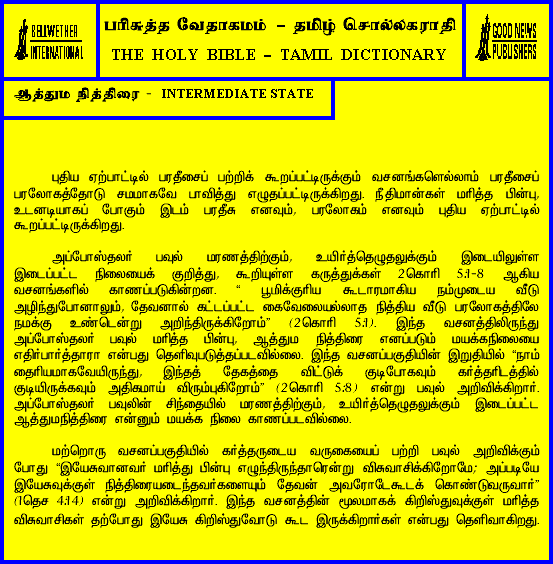 BELLWETHER
INTERNATIONAL
பரிசுத்த வேதாகமம் – தமிழ் சொல்லகராதி
THE HOLY BIBLE – TAMIL DICTIONARY
GOOD NEWS
PUBLISHERS
ஆத்தும நித்திரை - INTERMEDIATE STATE
புதிய ஏற்பாட்டில் பரதீசைப் பற்றிக் கூறப்பட்டிருக்கும் வசனங்களெல்லாம் பரதீசைப்
பரலோகத்தோடு சமமாகவே பாவித்து எழுதப்பட்டிருக்கிறது. நீதிமான்கள் மரித்த பின்பு,
உடனடியாகப் போகும் இடம் பரதீசு எனவும், பரலோகம் எனவும் புதிய ஏற்பாட்டில்
கூறப்பட்டிருக்கிறது.
அப்போஸ்தலர் பவுல் மரணத்திற்கும், உயிர்த்தெழுதலுக்கும் இடையிலுள்ள
இடைப்பட்ட நிலையைக் குறித்து, கூறியுள்ள கருத்துக்கள் 2கொரி 5:1-8 ஆகிய
வசனங்களில் காணப்படுகின்றன. “ பூமிக்குரிய கூடாரமாகிய நம்முடைய வீடு
அழிந்துபோனாலும், தேவனால் கட்டப்பட்ட கைவேலையல்லாத நித்திய வீடு பரலோகத்திலே
நமக்கு உண்டென்று அறிந்திருக்கிறோம்” (2கொரி 5:1). இந்த வசனத்திலிருந்து
அப்போஸ்தலர் பவுல் மரித்த பின்பு, ஆத்தும நித்திரை எனப்படும் மயக்கநிலையை
எதிர்பார்த்தாரா என்பது தெளிவுபடுத்தப்படவில்லை. இந்த வசனப்பகுதியின் இறுதியில் “நாம்
தைரியமாகவேயிருந்து, இந்தத் தேகத்தை விட்டுக் குடிபோகவும் கர்த்தரிடத்தில்
குடியிருக்கவும் அதிகமாய் விரும்புகிறோம்” (2கொரி 5:8) என்று பவுல் அறிவிக்கிறார்.
அப்போஸ்தலர் பவுலின் சிந்தையில் மரணத்திற்கும், உயிர்த்தெழுதலுக்கும் இடைப்பட்ட
ஆத்துமநித்திரை என்னும் மயக்க நிலை காணப்படவில்லை.
மற்றொரு வசனப்பகுதியில் கர்த்தருடைய வருகையைப் பற்றி பவுல் அறிவிக்கும்
போது “இயேசுவானவர் மரித்து பின்பு எழுந்திருந்தாரென்று விசுவாசிக்கிறோமே; அப்படியே
இயேசுவுக்குள் நித்திரையடைந்தவர்களையும் தேவன் அவரோடேகூடக் கொண்டுவருவார்”
(1தெச 4:14) என்று அறிவிக்கிறார். இந்த வசனத்தின் மூலமாகக் கிறிஸ்துவுக்குள் மரித்த
விசுவாசிகள் தற்போது இயேசு கிறிஸ்துவோடு கூட இருக்கிறார்கள் என்பது தெளிவாகிறது.